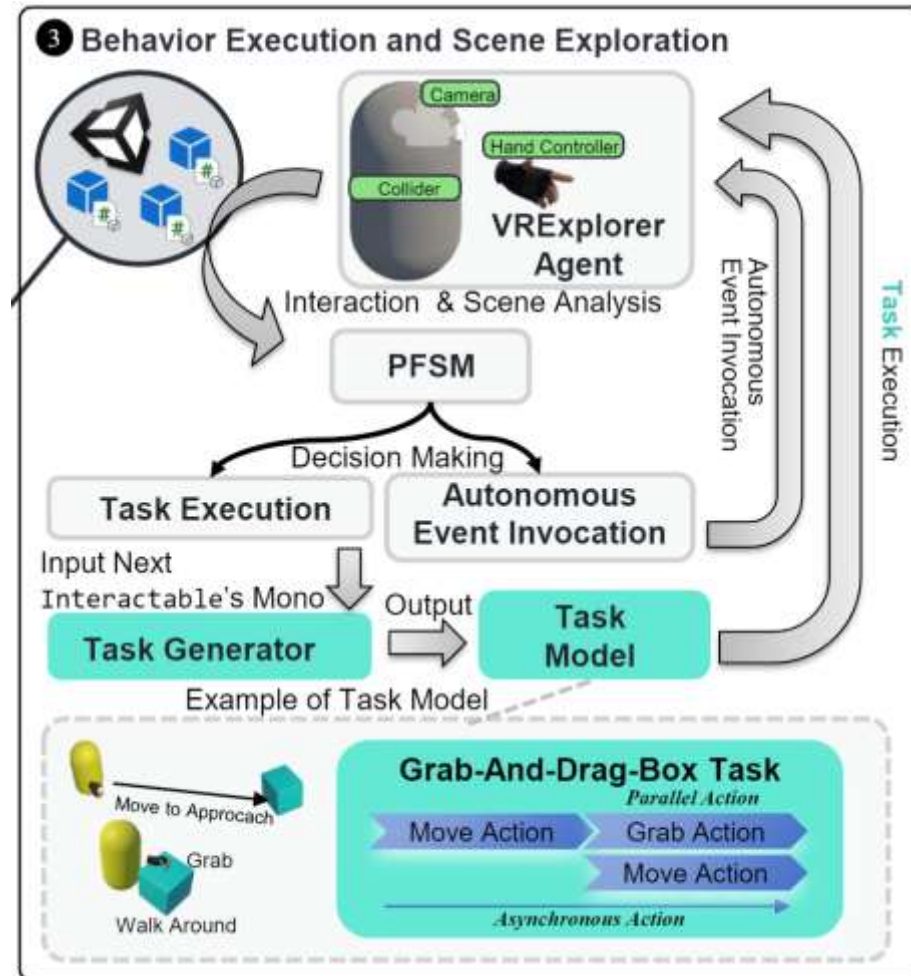 3 Behavior Execution and Scene Exploration
Camera
Hand Controller
Collider
VRExplorer
Agent
#
#
#
Interaction & Scene Analysis
PFSM
Decision Making
Task Execution
Autonomous
Event Invocation
Autonomous
Event Invocation
Task Execution
Input Next
Interactable's Mono
Output
Task Generator
Task
Model
Example of Task Model
Move to Approcach
Grab
Walk Around
Grab-And-Drag-Box Task
Parallel Action
Move Action
Grab Action
Move Action
Asynchronous Action